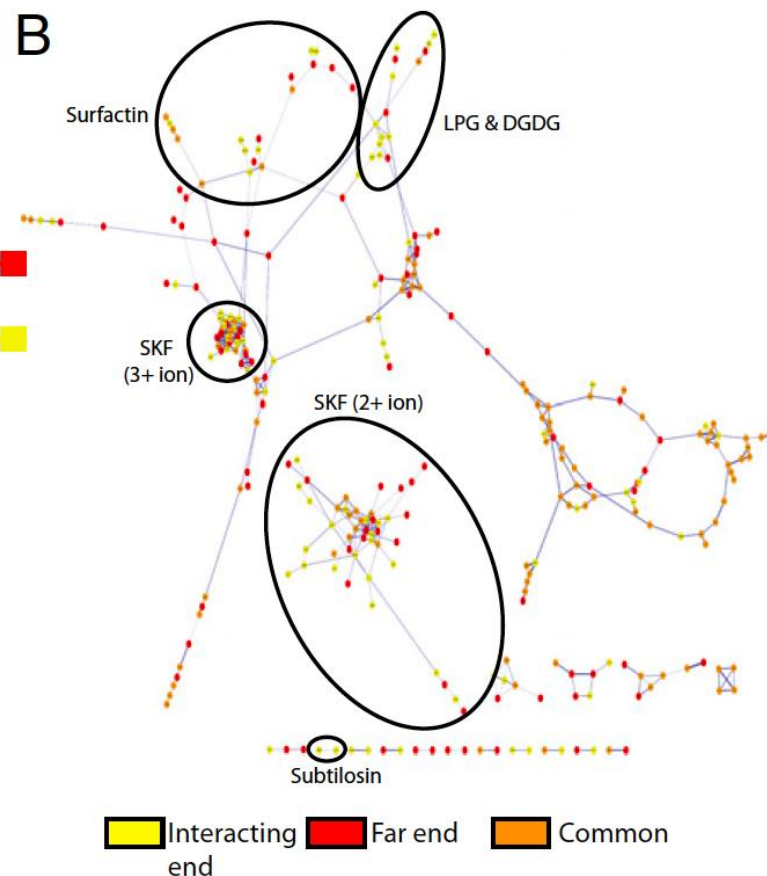 B
Surfactin
LPG & DGDG
SKF
(3+ ion)
SKF (2+ ion)
Subtilosin
Interacting
end
Far end
Common